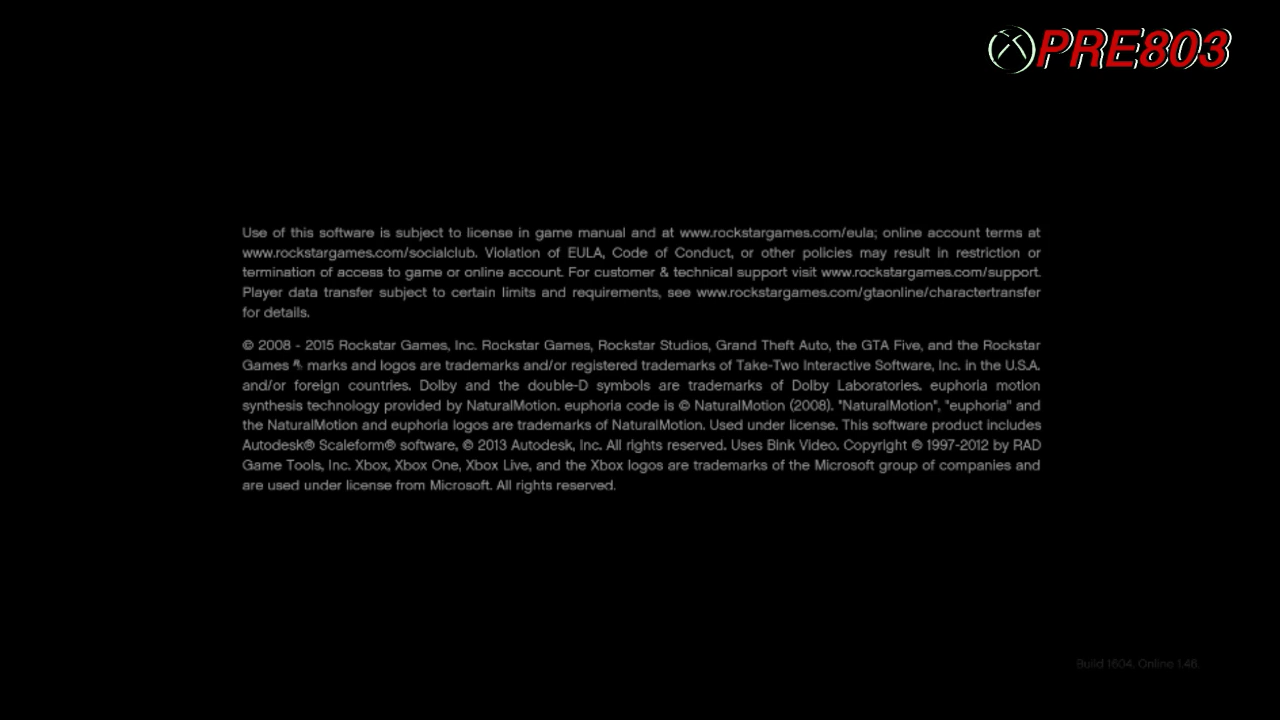 PRE803
Use of this software is subject to license in game manual and at www.rockstargames.com/eula; online account terms at
www.rockstargames.com/socialclub. Violation of EULA, Code of Conduct, or other policies may result in restriction or
termination of access to game or online account. For customer & technical support visit www.rockstargames.com/support.
Player data transfer subject to certain limits and requirements, see www.rockstargames.com/gtaonline/charactertransfer
for details.
© 2008 - 2015 Rockstar Games, Inc. Rockstar Games, Rockstar Studios, Grand Theft Auto, the GTA Five, and the Rockstar
Games R* marks and logos are trademarks and/or registered trademarks of Take-Two Interactive Software, Inc. in the U.S.A.
and/or foreign countries. Dolby and the double-D symbols are trademarks of Dolby Laboratories. euphoria motion
synthesis technology provided by NaturalMotion. euphoria code is © NaturalMotion (2008). "NaturalMotion", "euphoria" and
the NaturalMotion and euphoria logos are trademarks of NaturalMotion. Used under license. This software product includes
Autodesk® Scaleform® software, © 2013 Autodesk, Inc. All rights reserved. Uses Bink Video. Copyright © 1997-2012 by RAD
Game Tools, Inc. Xbox, Xbox One, Xbox Live, and the Xbox logos are trademarks of the Microsoft group of companies and
are used under license from Microsoft. All rights reserved.
Build 1604, Online 1.46,